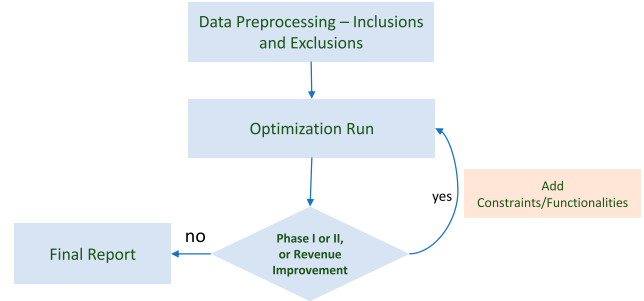 Data Preprocessing – Inclusions
and Exclusions
Optimization Run
yes
Add
Constraints/Functionalities
no
Phase I or II,
or Revenue
Improvement
Final Report